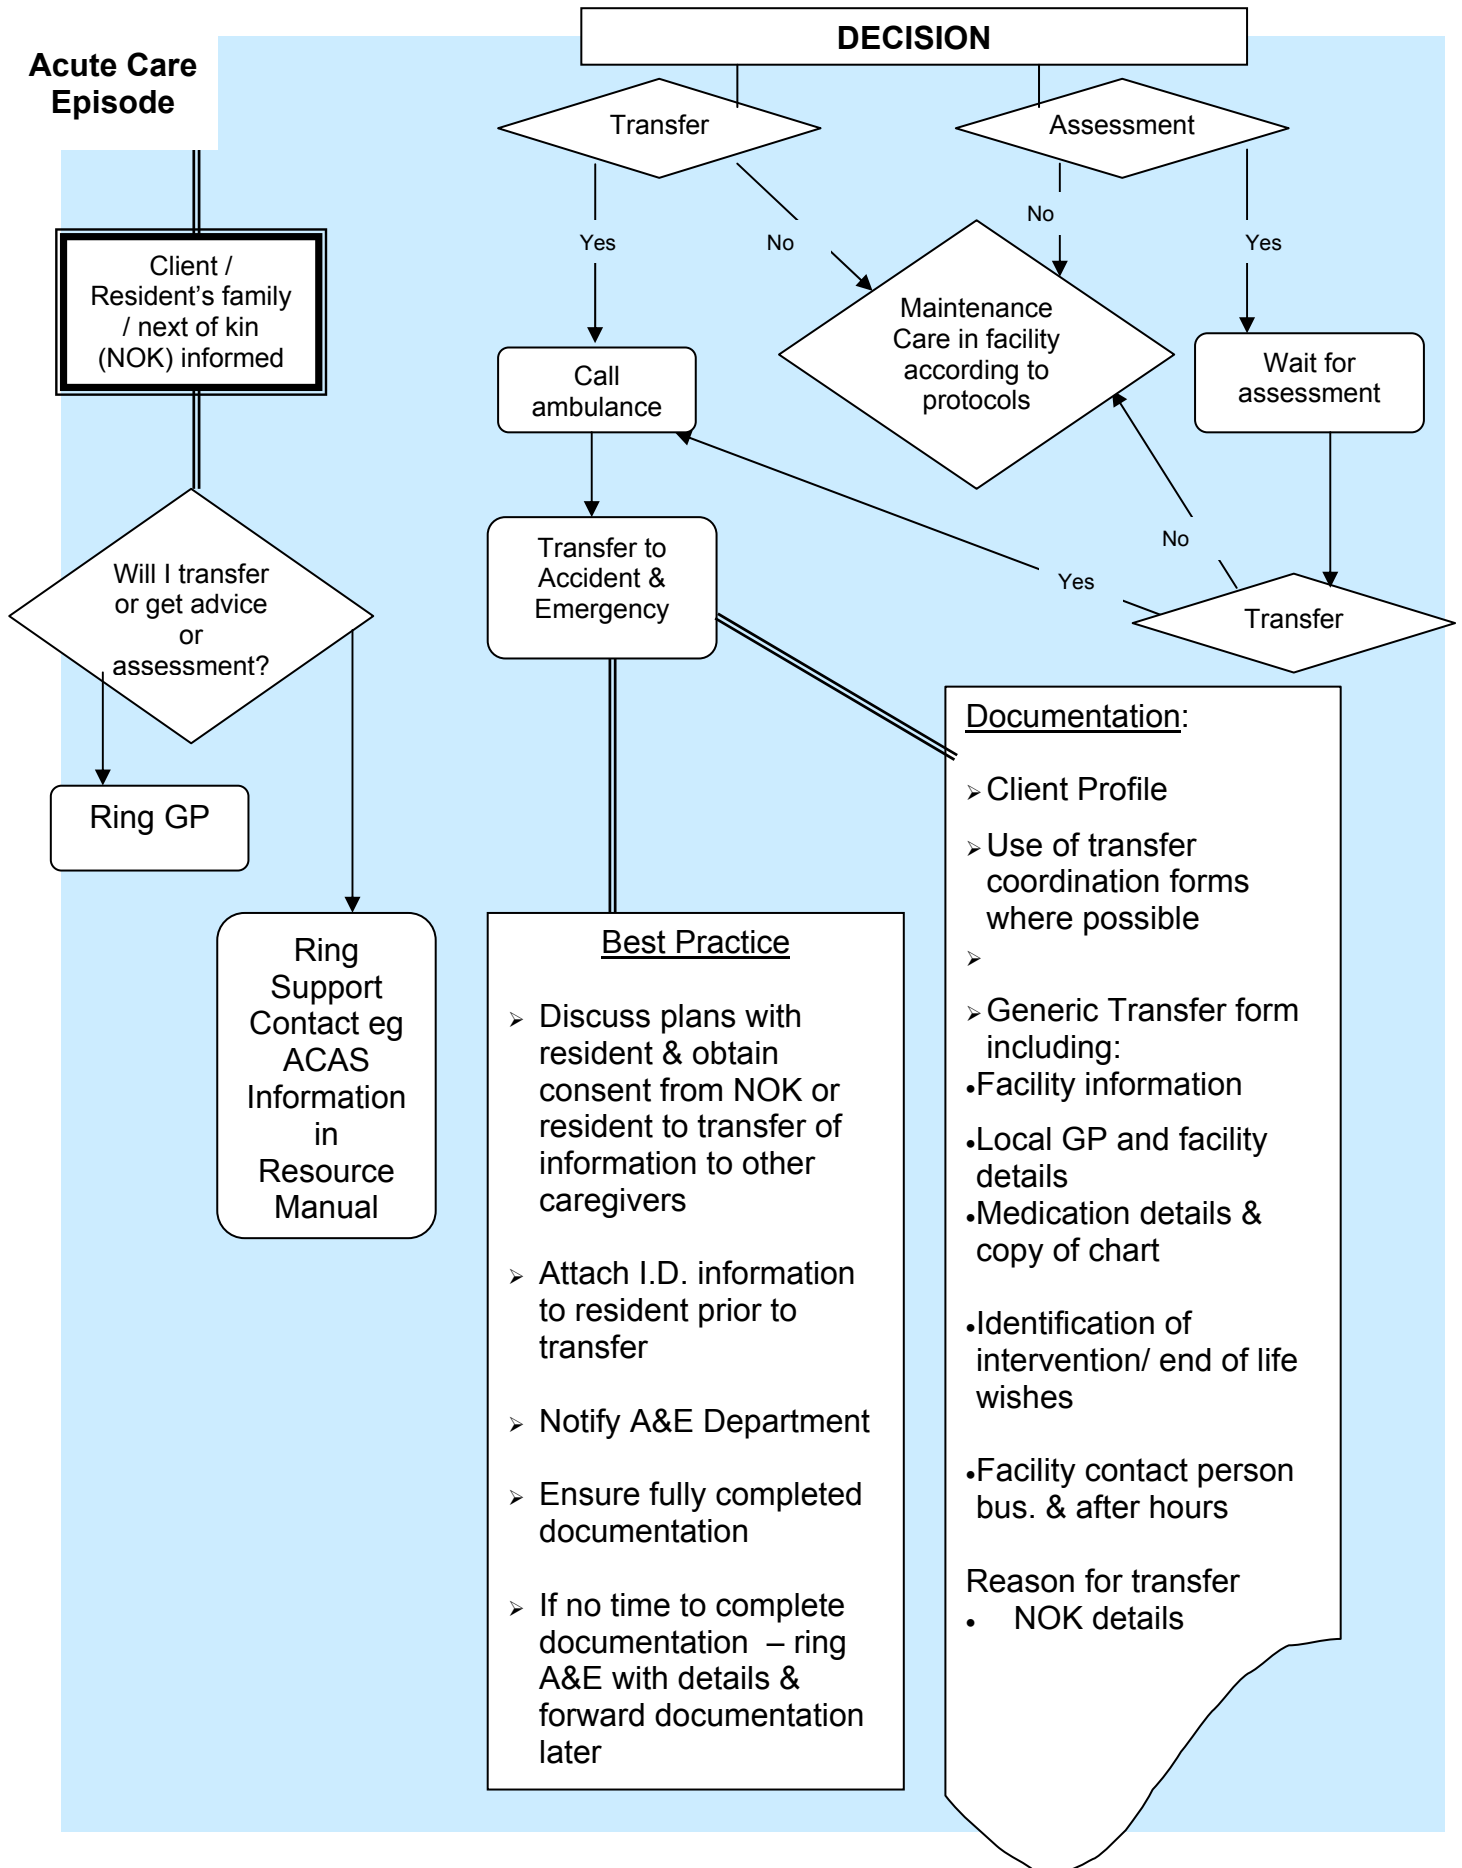 Acute Care
Episode
Client /
Resident’s family
/ next of kin
(NOK) informed
Will I transfer
or get advice
or
assessment?
Ring GP
Ring
Support
Contact eg
ACAS
Information
in
Resource
Manual
DECISION
Transfer
Assessment
Yes
No
No
Yes
Call
ambulance
Maintenance
Care in facility
according to
protocols
Wait for
assessment
Transfer to
Accident &
Emergency
No
Yes
Transfer
Best Practice
➢ Discuss plans with
resident & obtain
consent from NOK or
resident to transfer of
information to other
caregivers
➢ Attach I.D. information
to resident prior to
transfer
➢ Notify A&E Department
➢ Ensure fully completed
documentation
➢ If no time to complete
documentation – ring
A&E with details &
forward documentation
later
Documentation:
➢ Client Profile
➢ Use of transfer
coordination forms
where possible
➢
➢ Generic Transfer form
including:
•Facility information
•Local GP and facility
details
•Medication details &
copy of chart
•Identification of
intervention/ end of life
wishes
•Facility contact person
bus. & after hours
Reason for transfer
• NOK details